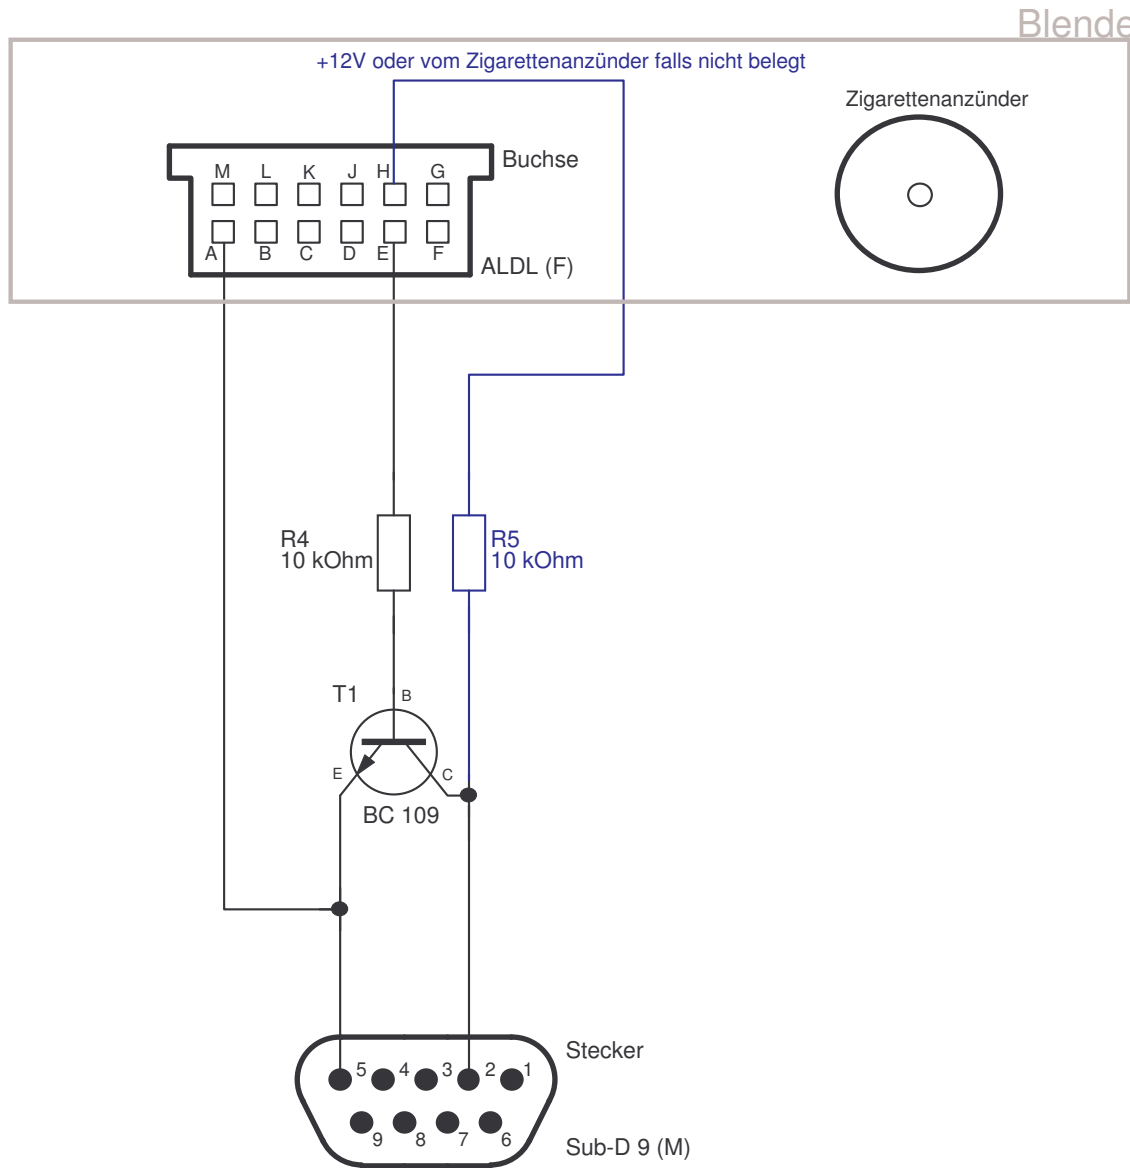 Blende
+12V oder vom Zigarettenanzünder falls nicht belegt
Zigarettenanzünder
Buchse
M L K J H G
A B C D E F
ALDL (F)
R4
10 kOhm
R5
10 kOhm
T1
B
E
C
BC 109
Stecker
5 4 3 2 1
9 8 7 6
Sub-D 9 (M)